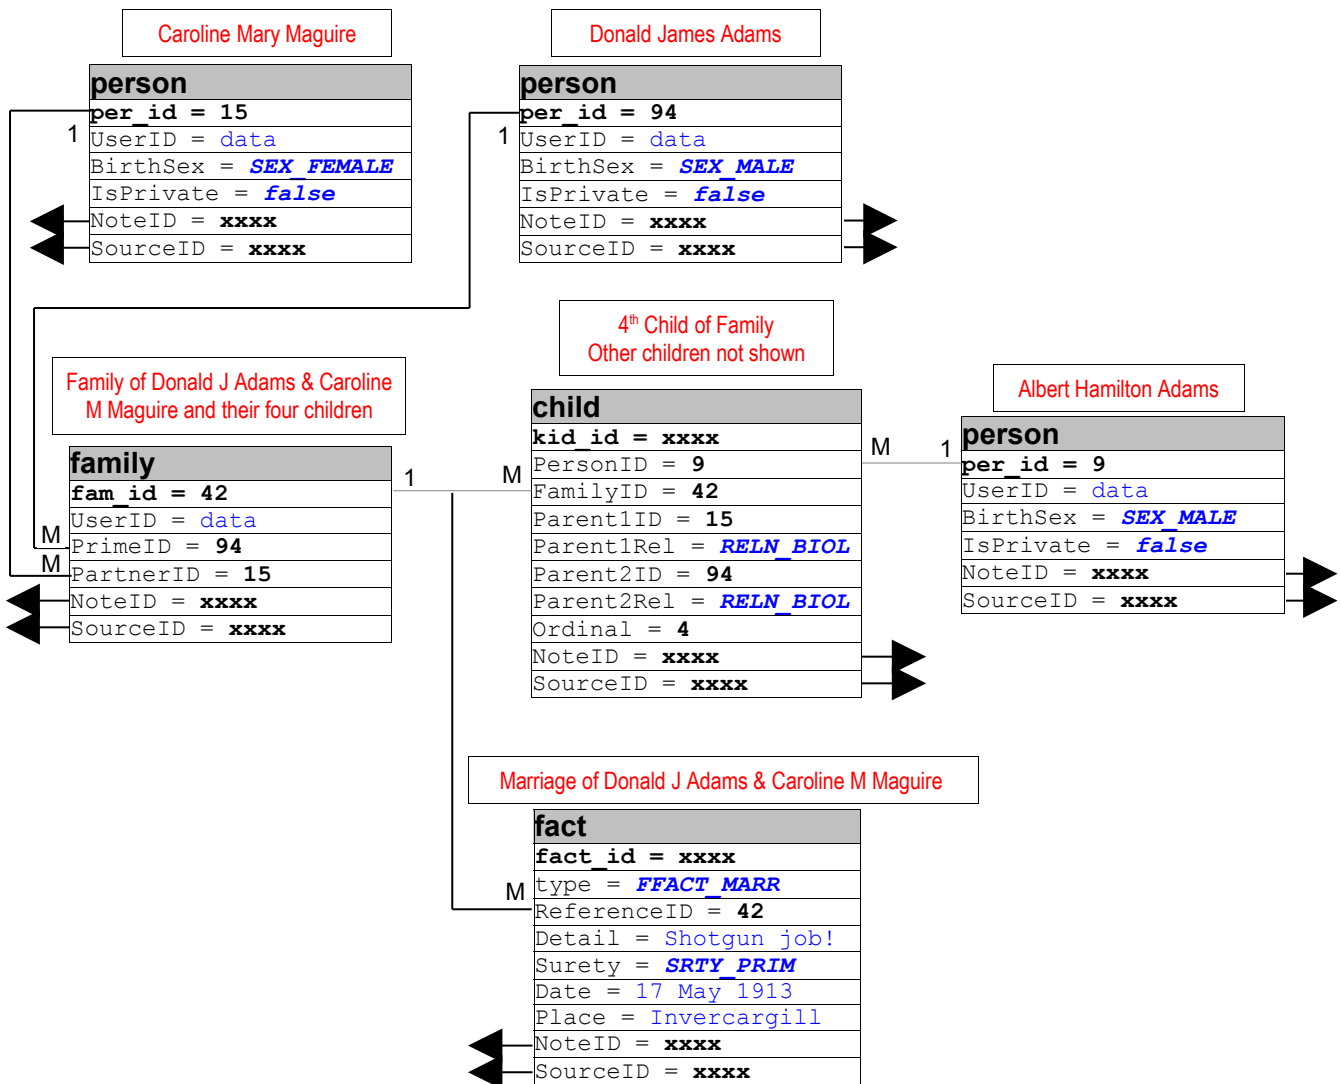 Caroline Mary Maguire
person
per_id = 15
1
UserID = data
BirthSex = SEX_FEMALE
IsPrivate = false
NoteID = xxxx
SourceID = xxxx
Donald James Adams
person
per_id = 94
1
UserID = data
BirthSex = SEX_MALE
IsPrivate = false
NoteID = xxxx
SourceID = xxxx
Family of Donald J Adams & Caroline
M Maguire and their four children
family
fam_id = 42
1
UserID = data
M
PrimeID = 94
M
PartnerID = 15
NoteID = xxxx
SourceID = xxxx
4th Child of Family
Other children not shown
child
kid_id = xxxx
M
PersonID = 9
M
FamilyID = 42
Parent1ID = 15
Parent1Rel = RELN_BIOL
Parent2ID = 94
Parent2Rel = RELN_BIOL
Ordinal = 4
NoteID = xxxx
SourceID = xxxx
Albert Hamilton Adams
person
1
per_id = 9
UserID = data
BirthSex = SEX_MALE
IsPrivate = false
NoteID = xxxx
SourceID = xxxx
Marriage of Donald J Adams & Caroline M Maguire
fact
fact_id = xxxx
type = FFACT_MARR
M
ReferenceID = 42
Detail = Shotgun job!
Surety = SRTY_PRIM
Date = 17 May 1913
Place = Invercargill
NoteID = xxxx
SourceID = xxxx